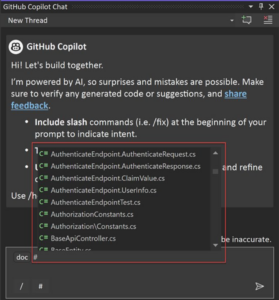 GitHub Copilot Chat
New Thread
GitHub Copilot
Hi! Let's build together.
I'm powered by AI, so surprises and mistakes are possible. Make
sure to verify any generated code or suggestions, and share
feedback.
• Include slash commands (i.e. /fix) at the beginning of your
prompt to indicate intent.
C# AuthenticateEndpoint.AuthenticateRequest.cs
C# AuthenticateEndpoint.AuthenticateResponse.cs
C# AuthenticateEndpoint.ClaimValue.cs
C# AuthenticateEndpoint.UserInfo.cs and refine
C# AuthenticateEndpointTest.cs
C# AuthorizationConstants.cs
Use /h
C# Authorization\Constants.cs
C# BaseApiController.cs be inaccurate.
C# BaseEntity.cs
doc #
/ #